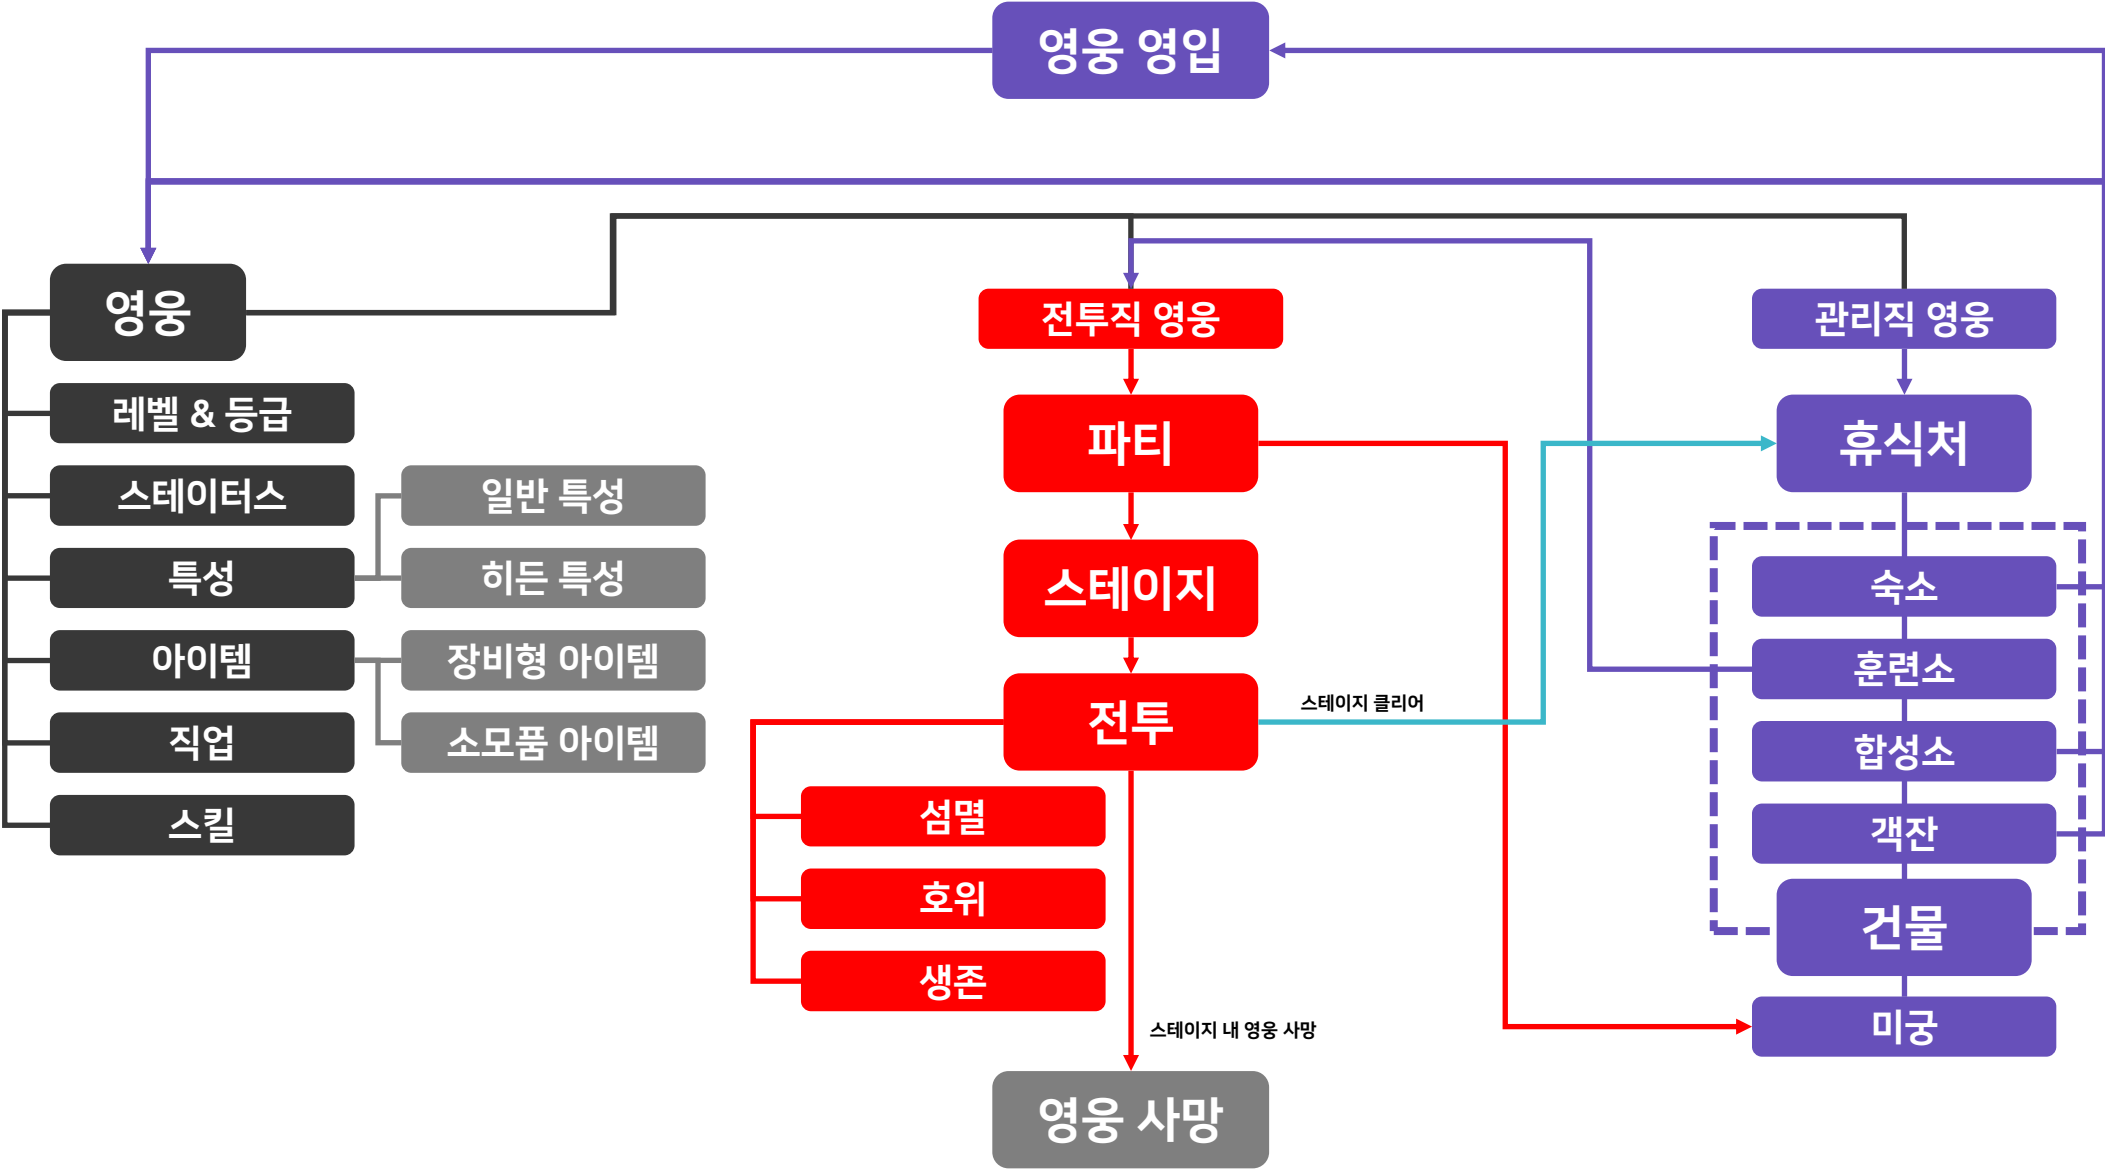 영웅 영입
영웅
레벨 & 등급
스테이터스
특성
아이템
직업
스킬
일반 특성
히든 특성
장비형 아이템
소모품 아이템
전투직 영웅
파티
스테이지
전투
섬멸
호위
생존
스테이지 클리어
스테이지 내 영웅 사망
영웅 사망
관리직 영웅
휴식처
숙소
훈련소
합성소
객잔
건물
미궁